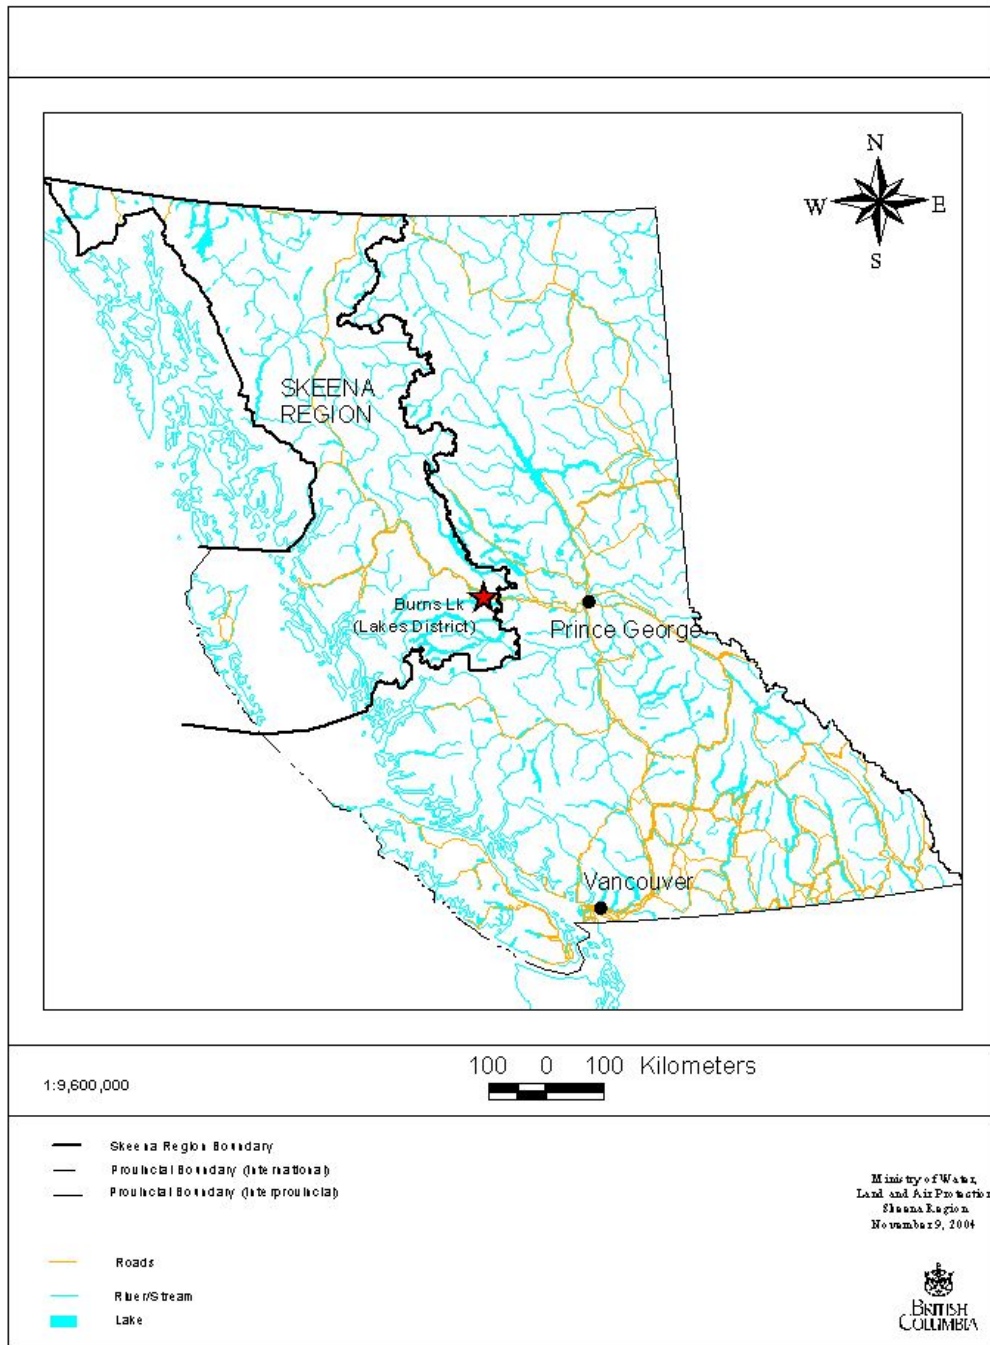 N
W E
S
SKEENA
REGION
Burns Lk
(Lakes District)
Prince George
Vancouver
100 0 100 Kilometers
1:9,600,000
Skeena Region Boundary
Provincial Boundary (International)
Provincial Boundary (Interprovincial)
Ministry of Water,
Land and Air Protection
Skeena Region
November 9, 2004
Roads
River/Stream
Lake
BRITISH
COLUMBIA